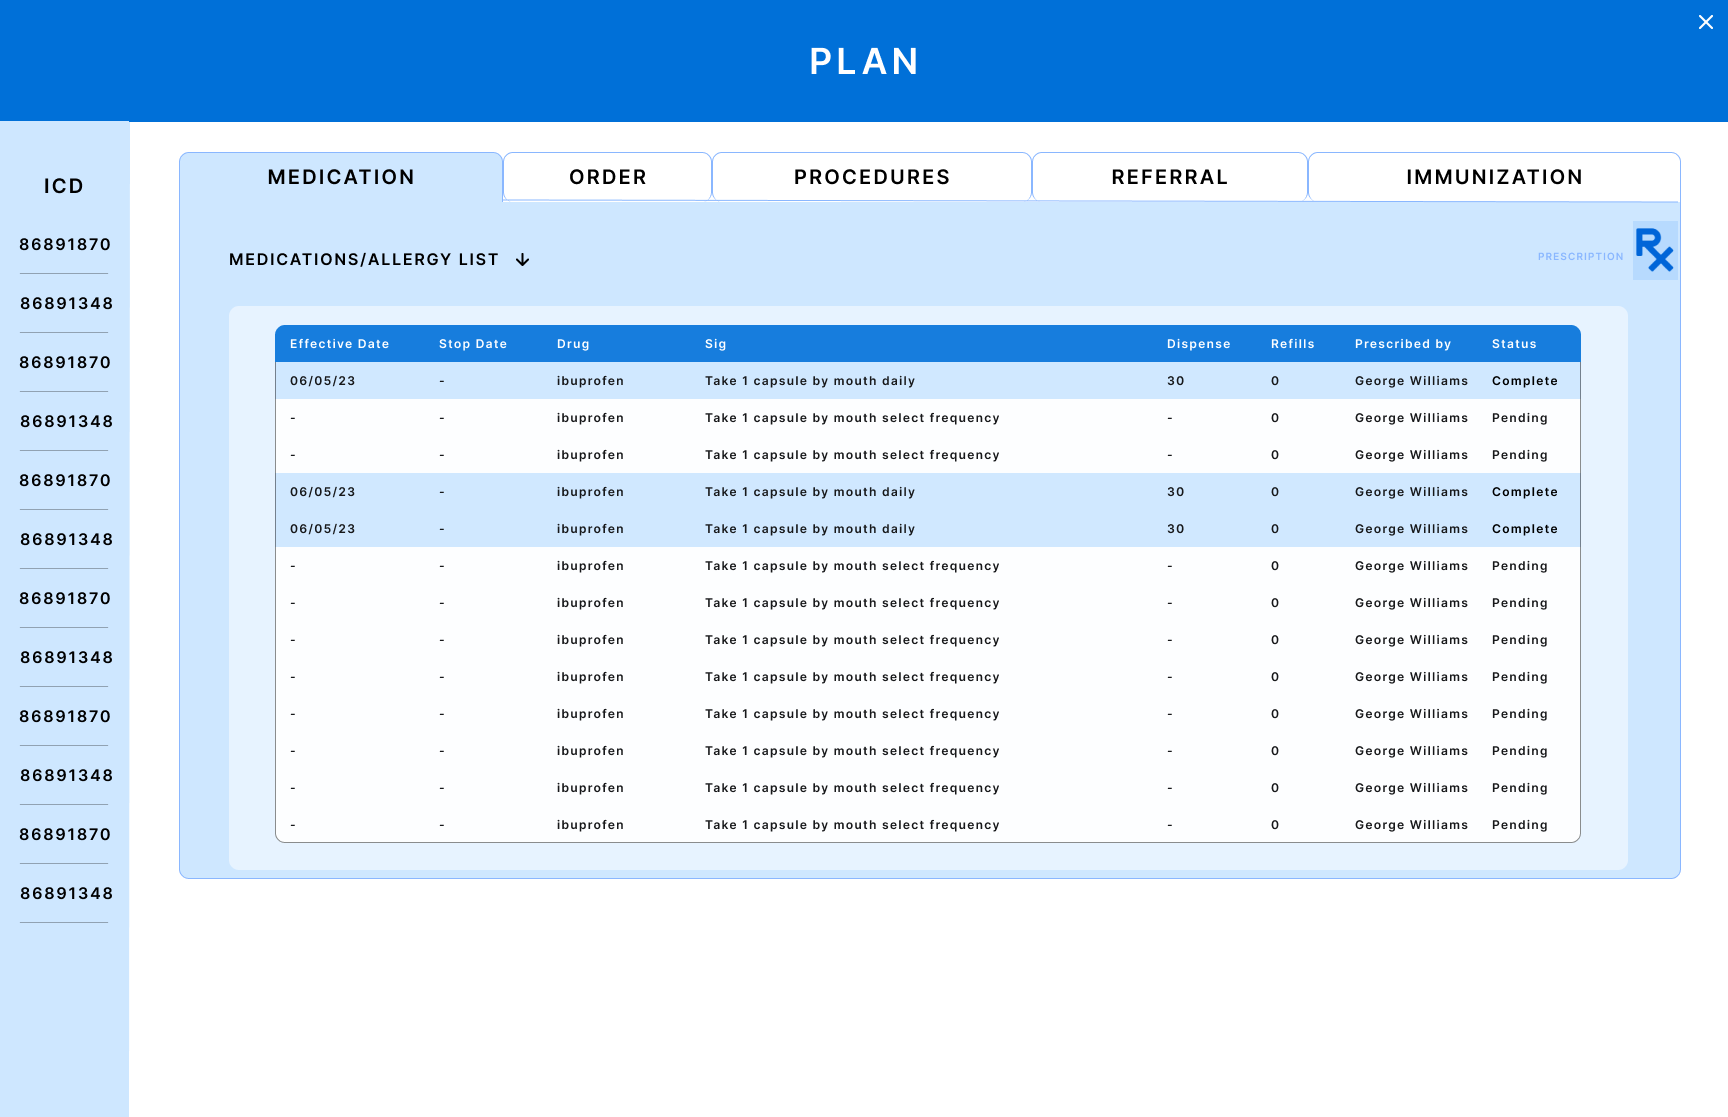 PLAN
MEDICATION ORDER PROCEDURES REFERRAL IMMUNIZATION
ICD
86891870
86891348
86891870
86891348
86891870
86891348
86891870
86891348
86891870
86891348
86891870
86891348
MEDICATIONS/ALLERGY LIST
PRESCRIPTION Rx
Effective Date Stop Date Drug Sig Dispense Refills Prescribed by Status
06/05/23 - ibuprofen Take 1 capsule by mouth daily 30 0 George Williams Complete
- - ibuprofen Take 1 capsule by mouth select frequency - 0 George Williams Pending
- - ibuprofen Take 1 capsule by mouth select frequency - 0 George Williams Pending
06/05/23 - ibuprofen Take 1 capsule by mouth daily 30 0 George Williams Complete
06/05/23 - ibuprofen Take 1 capsule by mouth daily 30 0 George Williams Complete
- - ibuprofen Take 1 capsule by mouth select frequency - 0 George Williams Pending
- - ibuprofen Take 1 capsule by mouth select frequency - 0 George Williams Pending
- - ibuprofen Take 1 capsule by mouth select frequency - 0 George Williams Pending
- - ibuprofen Take 1 capsule by mouth select frequency - 0 George Williams Pending
- - ibuprofen Take 1 capsule by mouth select frequency - 0 George Williams Pending
- - ibuprofen Take 1 capsule by mouth select frequency - 0 George Williams Pending
- - ibuprofen Take 1 capsule by mouth select frequency - 0 George Williams Pending
- - ibuprofen Take 1 capsule by mouth select frequency - 0 George Williams Pending